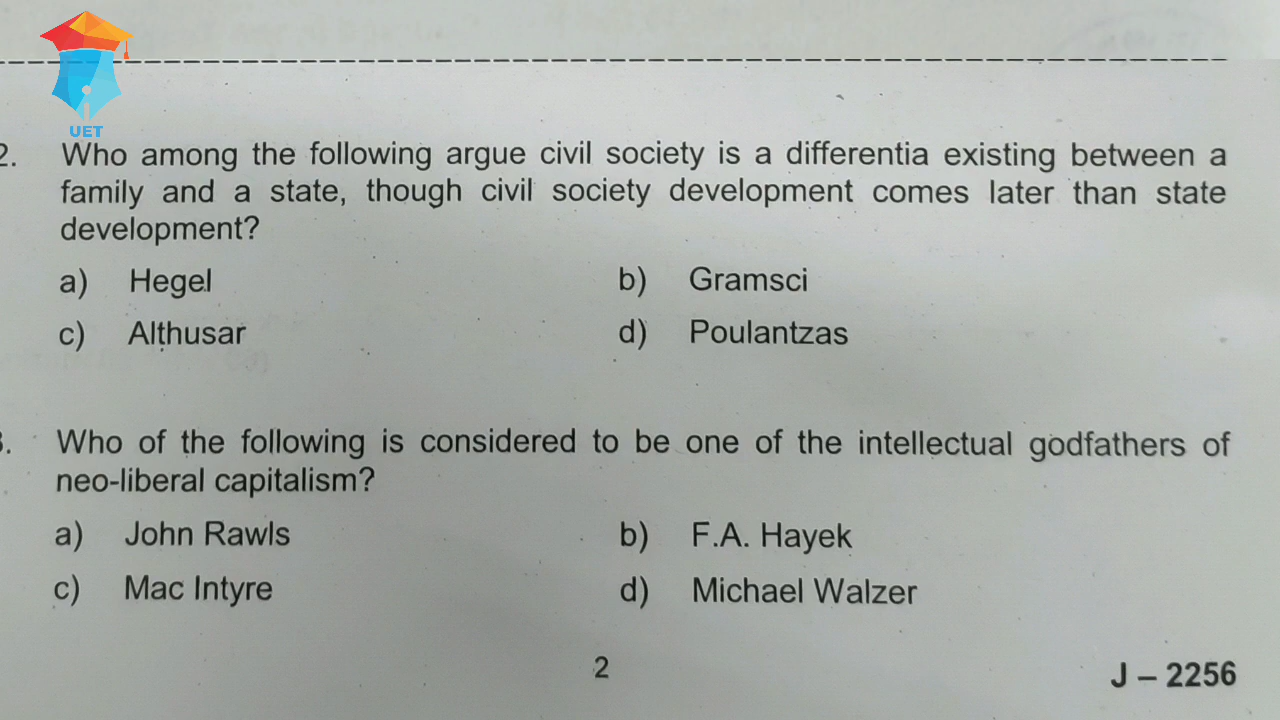 UET
2. Who among the following argue civil society is a differentia existing between a
family and a state, though civil society development comes later than state
development?
a) Hegel b) Gramsci
c) Althusar d) Poulantzas
3. Who of the following is considered to be one of the intellectual godfathers of
neo-liberal capitalism?
a) John Rawls b) F.A. Hayek
c) Mac Intyre d) Michael Walzer
2
J – 2256